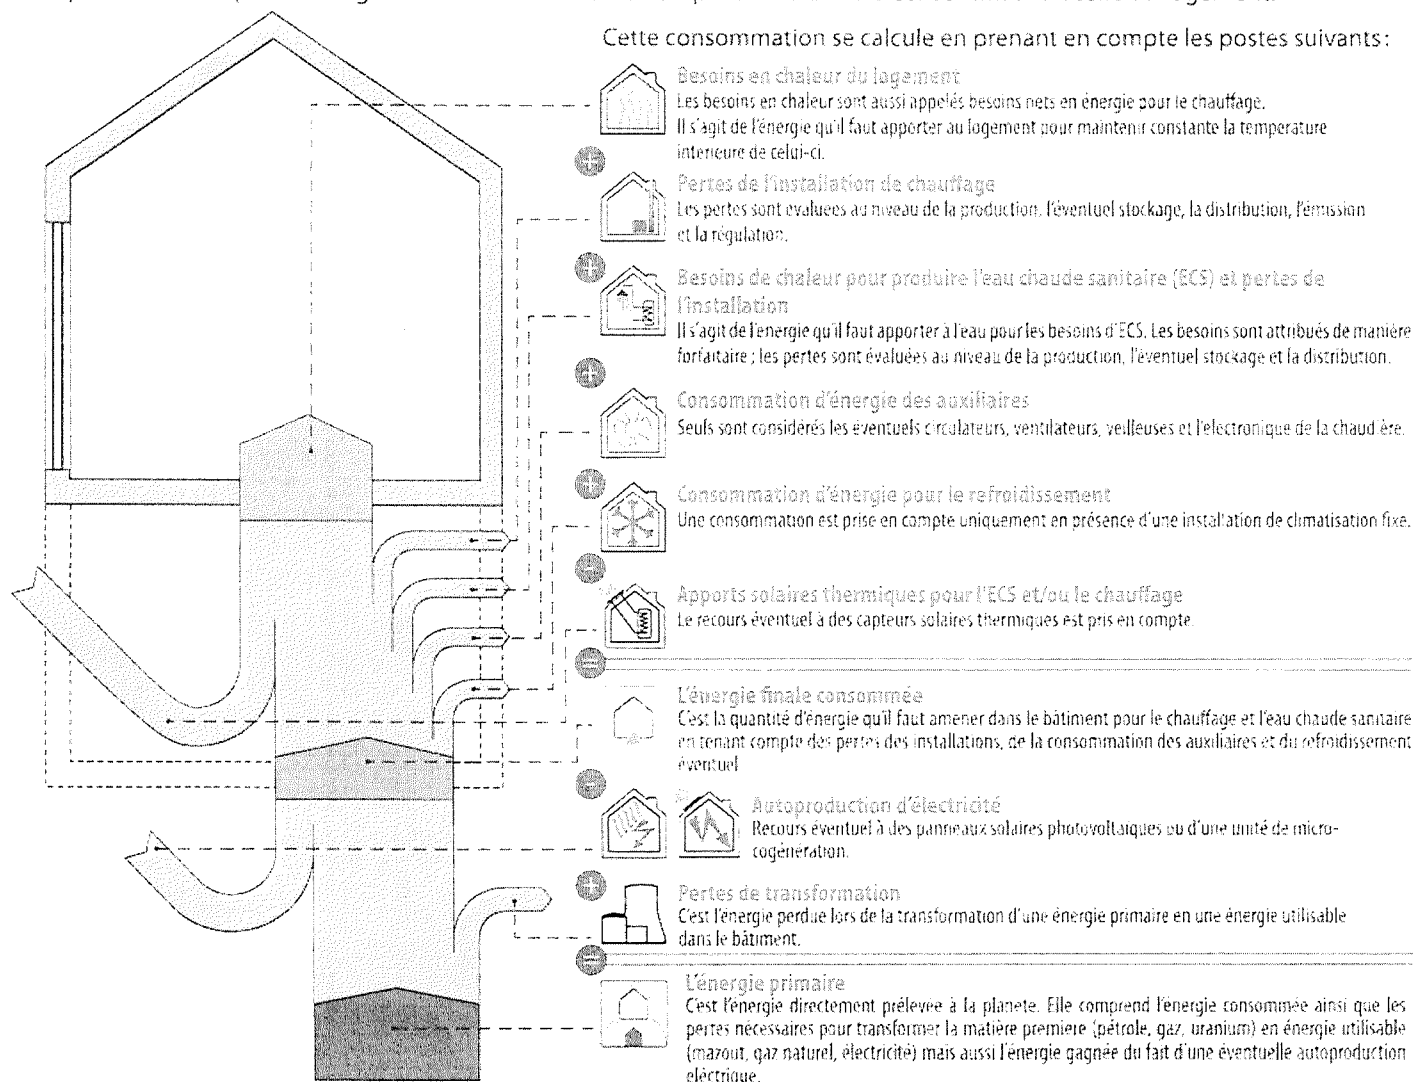 Cette consommation se calcule en prenant en compte les postes suivants:
Besoins en chaleur du logement
Les besoins en chaleur sont aussi appelés besoins nets en énergie pour le chauffage.
Il s'agit de l'énergie qu'il faut apporter au logement pour maintenir constante la température
intérieure de celui-ci.
+
Pertes de l'installation de chauffage
Les pertes sont évaluées au niveau de la production, l'éventuel stockage, la distribution, l'émission
et la régulation.
+
Besoins de chaleur pour produire l'eau chaude sanitaire (ECS) et pertes de
l'installation
Il s'agit de l'énergie qu'il faut apporter à l'eau pour les besoins d'ECS. Les besoins sont attribués de manière
forfaitaire ; les pertes sont évaluées au niveau de la production, l'éventuel stockage et la distribution.
+
Consommation d'énergie des auxiliaires
Seuls sont considérés les éventuels circulateurs, ventilateurs, veilleuses et l'électronique de la chaudière.
+
Consommation d'énergie pour le refroidissement
Une consommation est prise en compte uniquement en présence d'une installation de climatisation fixe.
-
Apports solaires thermiques pour l'ECS et/ou le chauffage
Le recours éventuel à des capteurs solaires thermiques est pris en compte.
=
L'énergie finale consommée
C'est la quantité d'énergie qu'il faut amener dans le bâtiment pour le chauffage et l'eau chaude sanitaire
en tenant compte des pertes des installations, de la consommation des auxiliaires et du refroidissement
éventuel
-
Autoproduction d'électricité
Recours éventuel à des panneaux solaires photovoltaïques ou d'une unité de micro-
cogénération.
+
Pertes de transformation
C'est l'énergie perdue lors de la transformation d'une énergie primaire en une énergie utilisable
dans le bâtiment.
=
L'énergie primaire
C'est l'énergie directement prélevée à la planète. Elle comprend l'énergie consommée ainsi que les
pertes nécessaires pour transformer la matière première (pétrole, gaz, uranium) en énergie utilisable
(mazout, gaz naturel, électricité) mais aussi l'énergie gagnée du fait d'une éventuelle autoproduction
électrique.